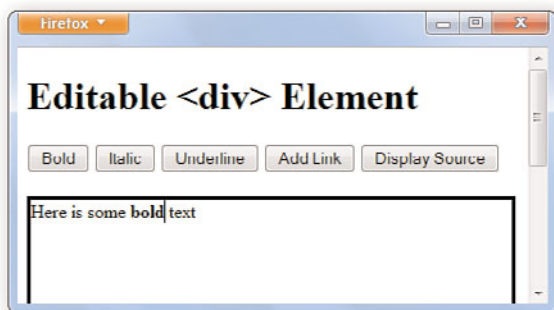 Firefox
Editable <div> Element
Bold Italic Underline Add Link Display Source
Here is some bold text